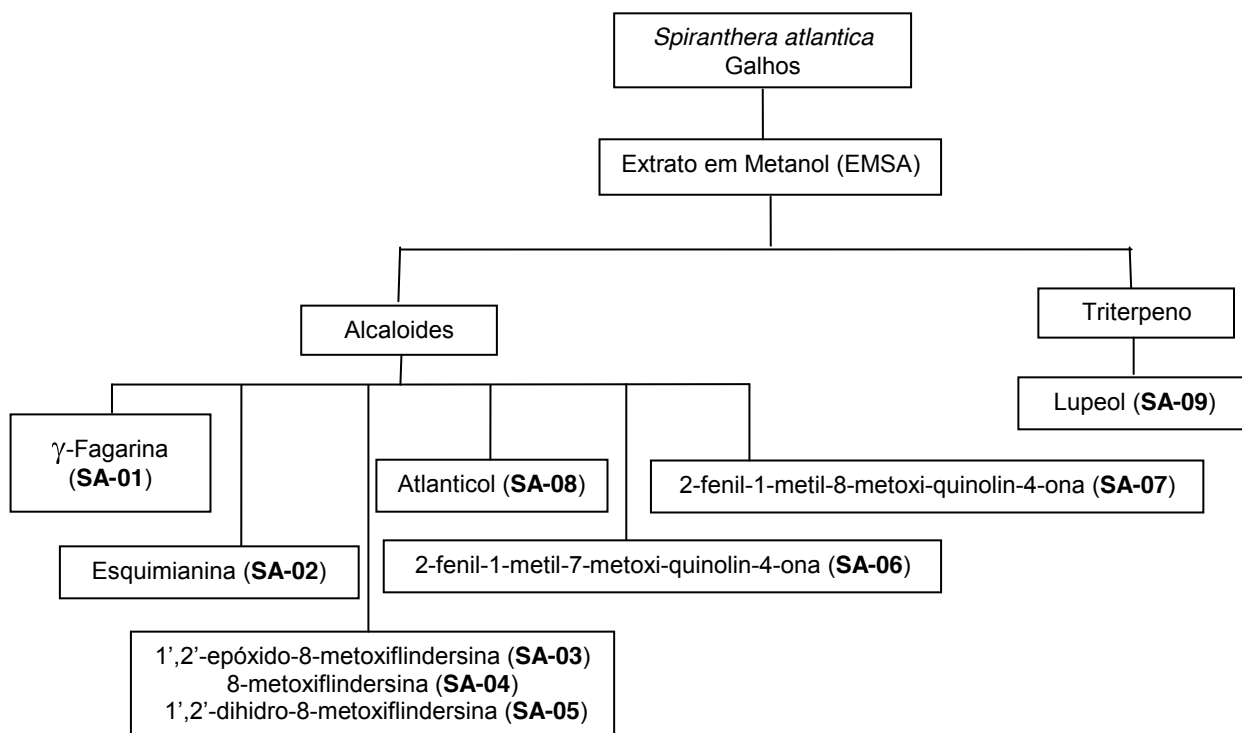 Spiranthera atlantica
Galhos
Extrato em Metanol (EMSA)
Alcaloides
Triterpeno
γ-Fagarina
(SA-01)
Atlanticol (SA-08)
2-fenil-1-metil-8-metoxi-quinolin-4-ona (SA-07)
Lupeol (SA-09)
Esquimianina (SA-02)
2-fenil-1-metil-7-metoxi-quinolin-4-ona (SA-06)
1',2'-epóxido-8-metoxiflindersina (SA-03)
8-metoxiflindersina (SA-04)
1',2'-dihidro-8-metoxiflindersina (SA-05)